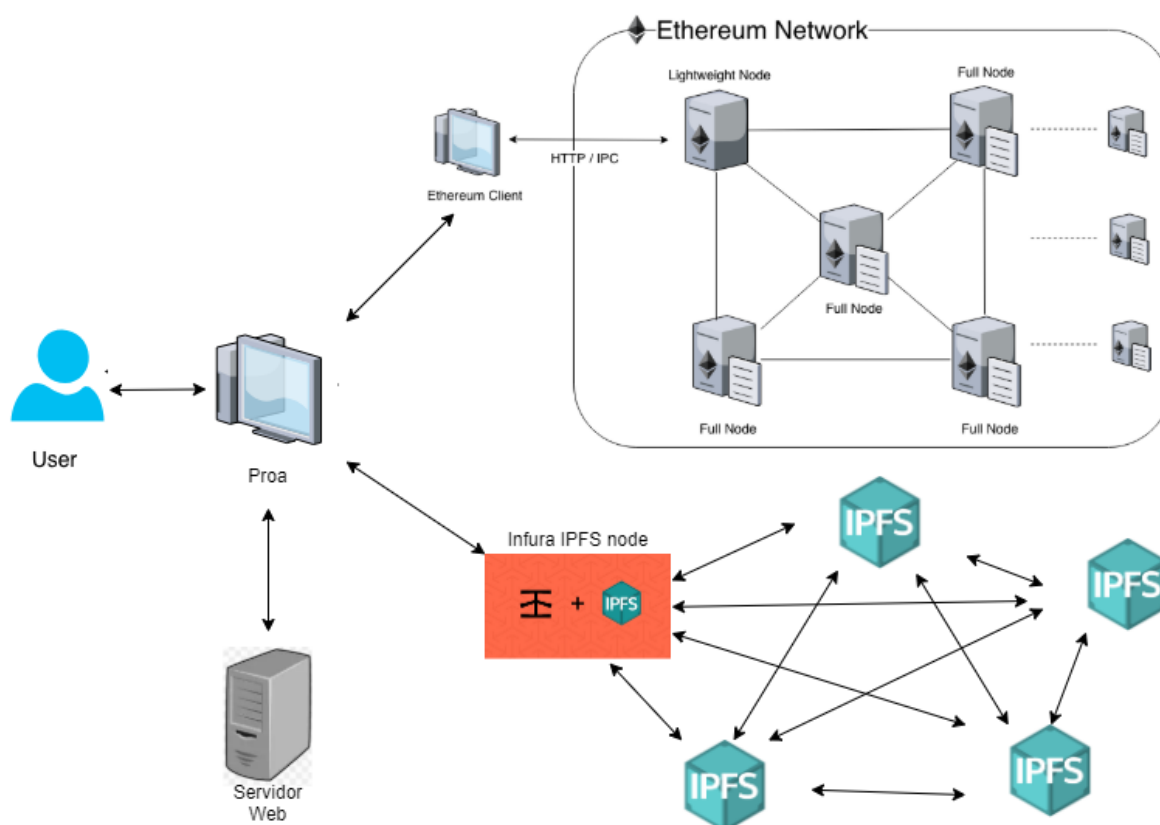 Ethereum Network
Lightweight Node
Full Node
HTTP / IPC
Ethereum Client
Full Node
Full Node
Full Node
User
Proa
Infura IPFS node
+ IPFS
IPFS
IPFS
IPFS
IPFS
Servidor
Web